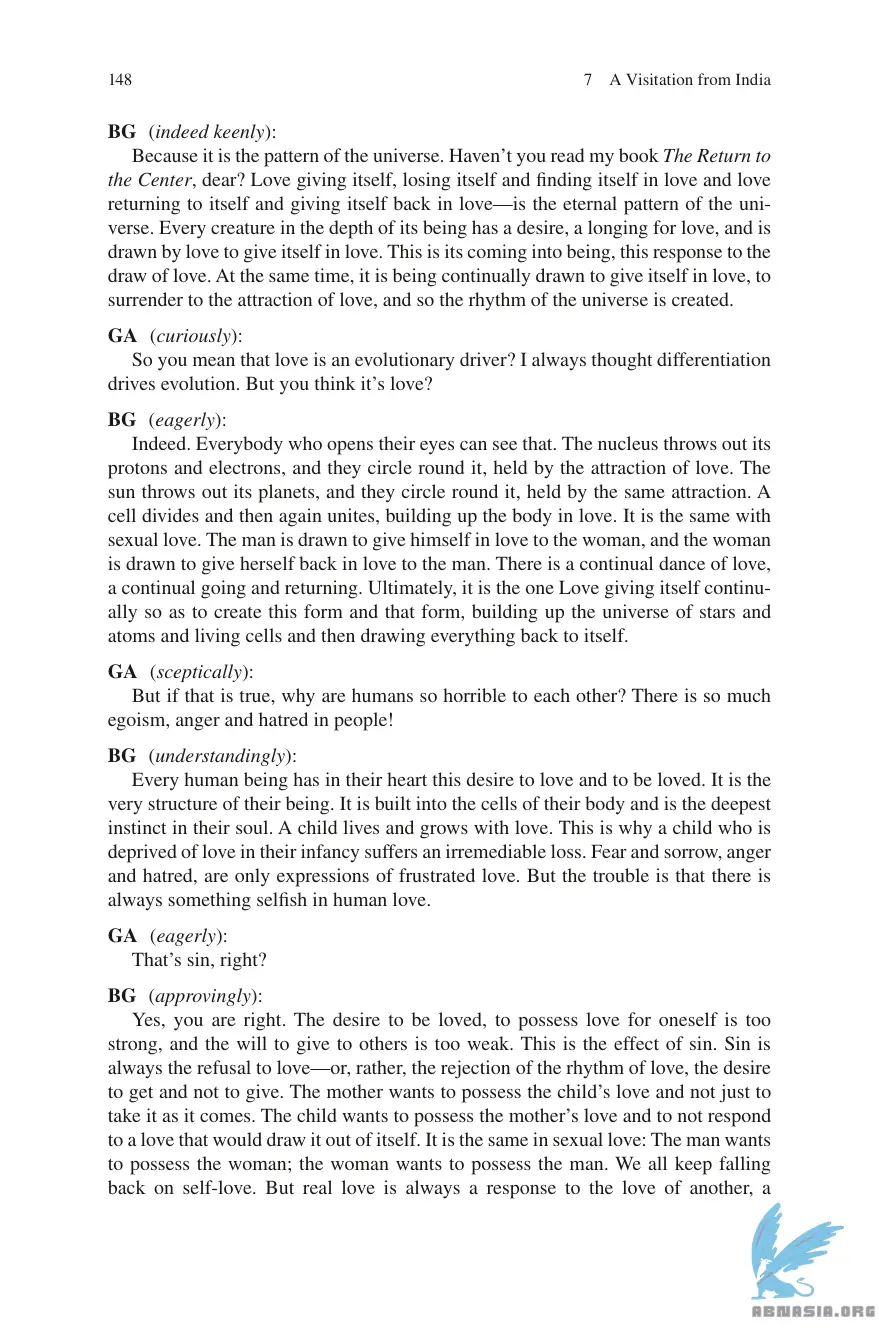 148
7 A Visitation from India
BG (indeed keenly):
Because it is the pattern of the universe. Haven’t you read my book The Return to
the Center, dear? Love giving itself, losing itself and finding itself in love and love
returning to itself and giving itself back in love—is the eternal pattern of the uni-
verse. Every creature in the depth of its being has a desire, a longing for love, and is
drawn by love to give itself in love. This is its coming into being, this response to the
draw of love. At the same time, it is being continually drawn to give itself in love, to
surrender to the attraction of love, and so the rhythm of the universe is created.
GA (curiously):
So you mean that love is an evolutionary driver? I always thought differentiation
drives evolution. But you think it’s love?
BG (eagerly):
Indeed. Everybody who opens their eyes can see that. The nucleus throws out its
protons and electrons, and they circle round it, held by the attraction of love. The
sun throws out its planets, and they circle round it, held by the same attraction. A
cell divides and then again unites, building up the body in love. It is the same with
sexual love. The man is drawn to give himself in love to the woman, and the woman
is drawn to give herself back in love to the man. There is a continual dance of love,
a continual going and returning. Ultimately, it is the one Love giving itself continu-
ally so as to create this form and that form, building up the universe of stars and
atoms and living cells and then drawing everything back to itself.
GA (sceptically):
But if that is true, why are humans so horrible to each other? There is so much
egoism, anger and hatred in people!
BG (understandingly):
Every human being has in their heart this desire to love and to be loved. It is the
very structure of their being. It is built into the cells of their body and is the deepest
instinct in their soul. A child lives and grows with love. This is why a child who is
deprived of love in their infancy suffers an irremediable loss. Fear and sorrow, anger
and hatred, are only expressions of frustrated love. But the trouble is that there is
always something selfish in human love.
GA (eagerly):
That’s sin, right?
BG (approvingly):
Yes, you are right. The desire to be loved, to possess love for oneself is too
strong, and the will to give to others is too weak. This is the effect of sin. Sin is
always the refusal to love—or, rather, the rejection of the rhythm of love, the desire
to get and not to give. The mother wants to possess the child’s love and not just to
take it as it comes. The child wants to possess the mother’s love and to not respond
to a love that would draw it out of itself. It is the same in sexual love: The man wants
to possess the woman; the woman wants to possess the man. We all keep falling
back on self-love. But real love is always a response to the love of another, a
ABNASIA.ORG